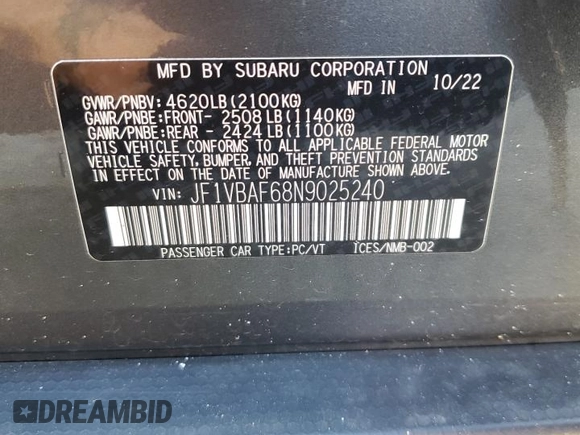 MFD BY SUBARU CORPORATION
MFD IN 10/22
GVWR/PNBV: 4620LB(2100KG)
GAWR/PNBE:FRONT- 2508LB(1140KG)
GAWR/PNBE:REAR - 2424LB(1100KG)
THIS VEHICLE CONFORMS TO ALL APPLICABLE FEDERAL MOTOR
VEHICLE SAFETY, BUMPER, AND THEFT PREVENTION STANDARDS
IN EFFECT ON THE DATE OF MANUFACTURE SHOWN ABOVE.
VIN: JF1VBAF68N9025240
PASSENGER CAR TYPE:PC/VT ICES/NMB-002
DREAMBID